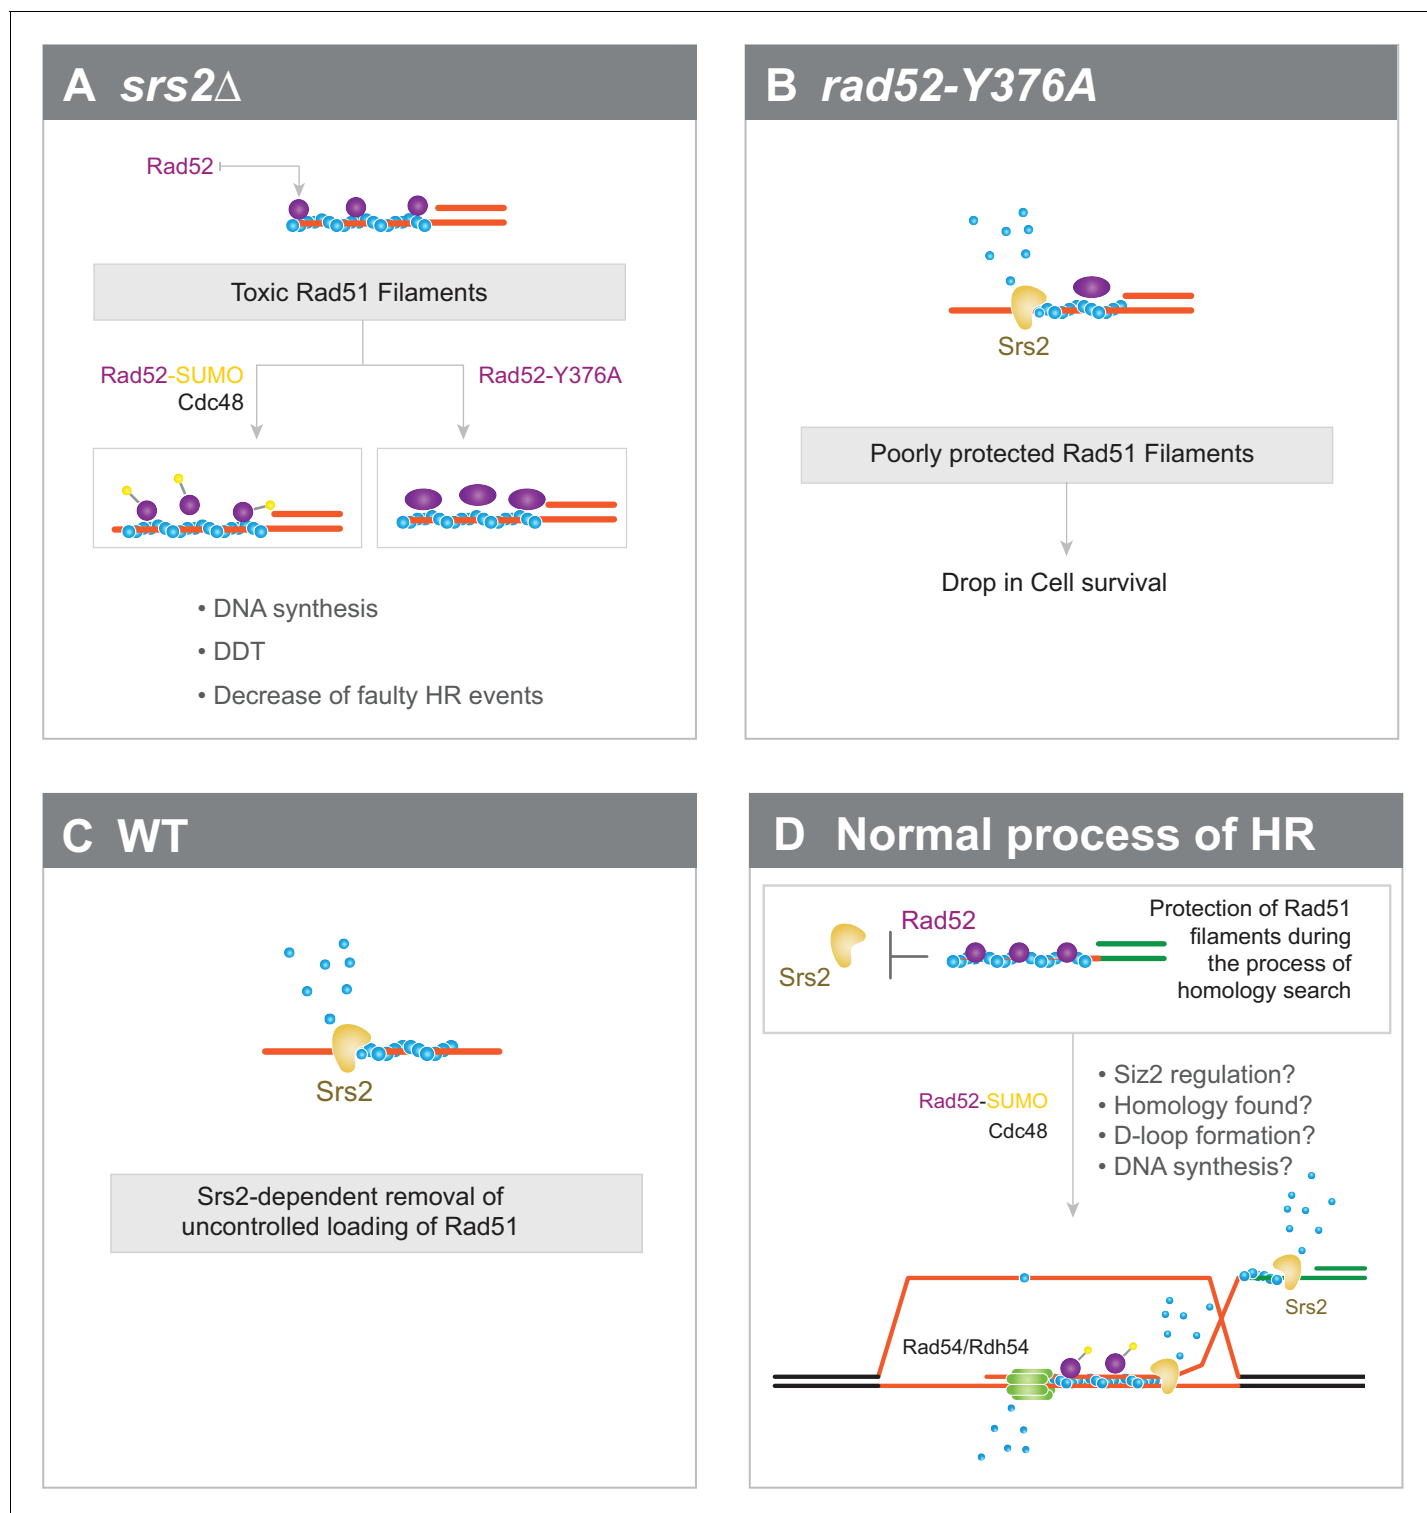 A srs2Δ
Rad52
Toxic Rad51 Filaments
Rad52-SUMO
Cdc48
Rad52-Y376A
• DNA synthesis
• DDT
• Decrease of faulty HR events
B rad52-Y376A
Srs2
Poorly protected Rad51 Filaments
Drop in Cell survival
C WT
Srs2
Srs2-dependent removal of
uncontrolled loading of Rad51
D Normal process of HR
Srs2
Rad52
Protection of Rad51
filaments during
the process of
homology search
Rad52-SUMO
Cdc48
• Siz2 regulation?
• Homology found?
• D-loop formation?
• DNA synthesis?
Srs2
Rad54/Rdh54